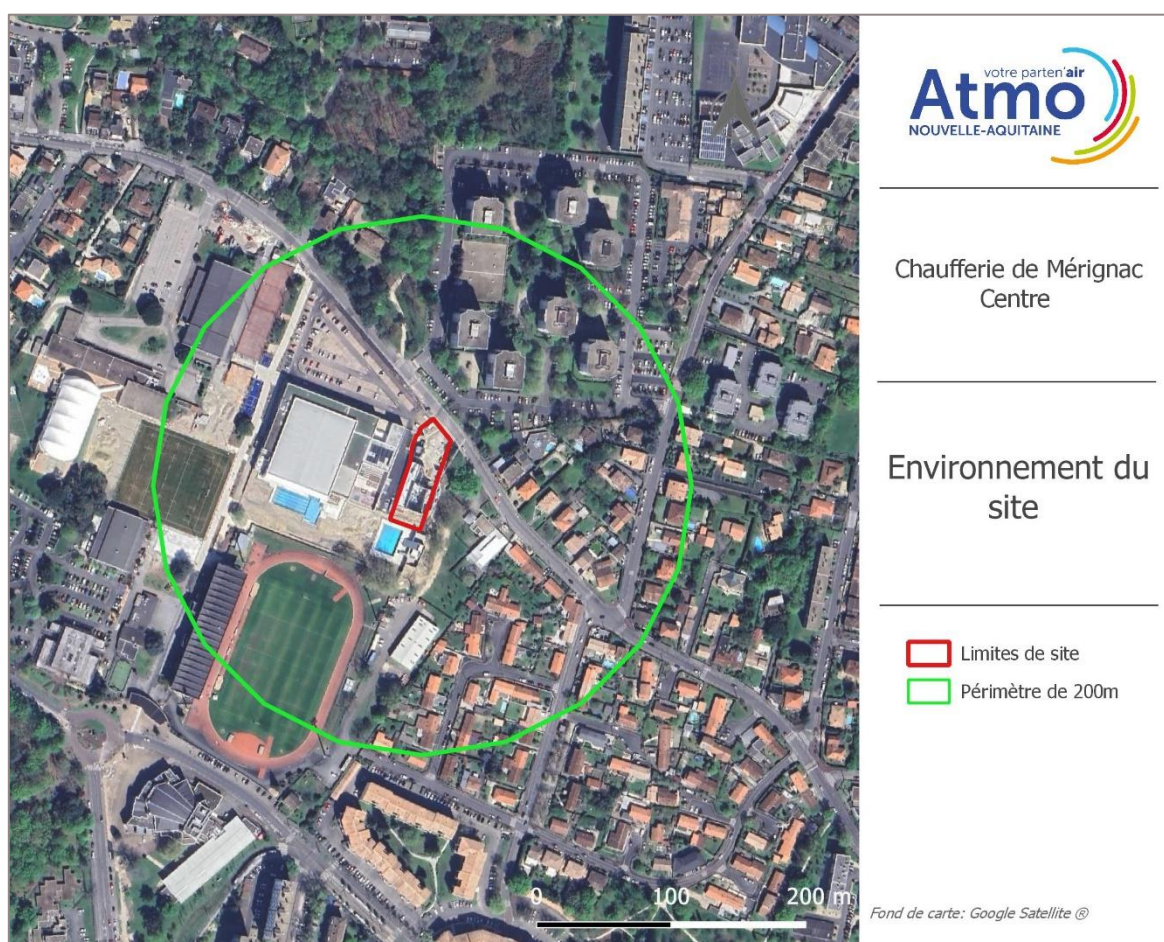 votre parten'air
Atmo
NOUVELLE-AQUITAINE
Chaufferie de Mérignac
Centre
Environnement du
site
Limites de site
Périmètre de 200m
0 100 200 m
Fond de carte: Google Satellite ®